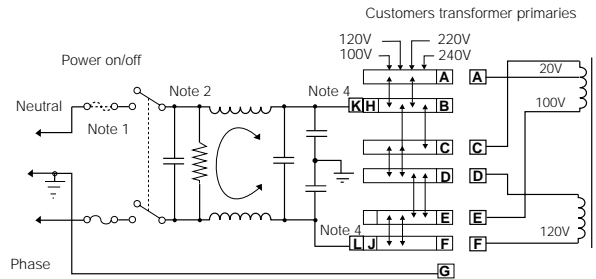 Customers transformer primaries
120V 220V
100V 240V
Power on/off
A A 20V
Neutral Note 2 Note 4 K H B 100V
Note 1
C C
D D
E E
Note 4 120V
L J F F
Phase
G